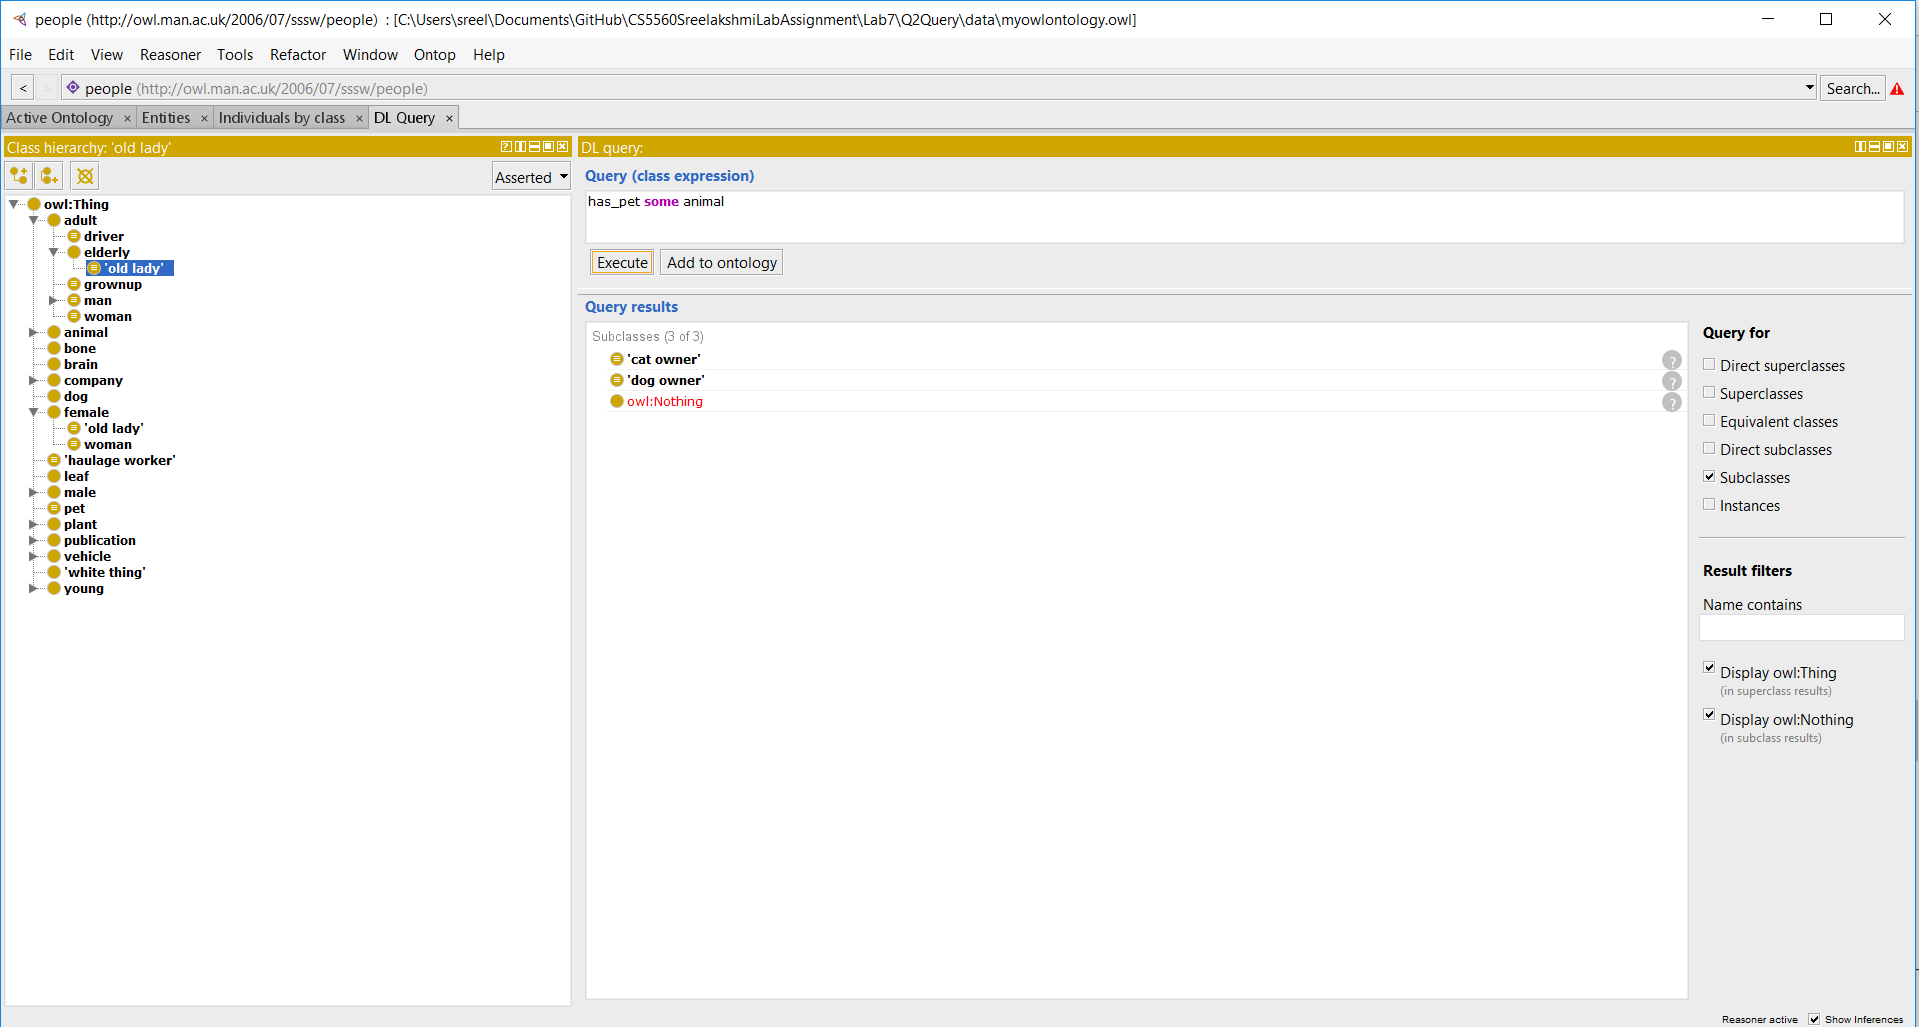 people (http://owl.man.ac.uk/2006/07/sssw/people) : [C:\Users\sreel\Documents\GitHub\CS5560SreelakshmiLabAssignment\Lab7\Q2Query\data\myowlontology.owl]
File Edit View Reasoner Tools Refactor Window Ontop Help
< > people (http://owl.man.ac.uk/2006/07/sssw/people) Search...
Active Ontology × Entities × Individuals by class × DL Query ×
Class hierarchy: 'old lady'
Asserted
owl:Thing
adult
driver
elderly
'old lady'
grownup
man
woman
animal
bone
brain
company
dog
female
'old lady'
woman
'haulage worker'
leaf
male
pet
plant
publication
vehicle
'white thing'
young
DL query:
Query (class expression)
has_pet some animal
Execute Add to ontology
Query results
Subclasses (3 of 3)
'cat owner' ?
'dog owner' ?
owl:Nothing ?
Query for
Direct superclasses
Superclasses
Equivalent classes
Direct subclasses
Subclasses
Instances
Result filters
Name contains
Display owl:Thing
(in superclass results)
Display owl:Nothing
(in subclass results)
Reasoner active Show Inferences